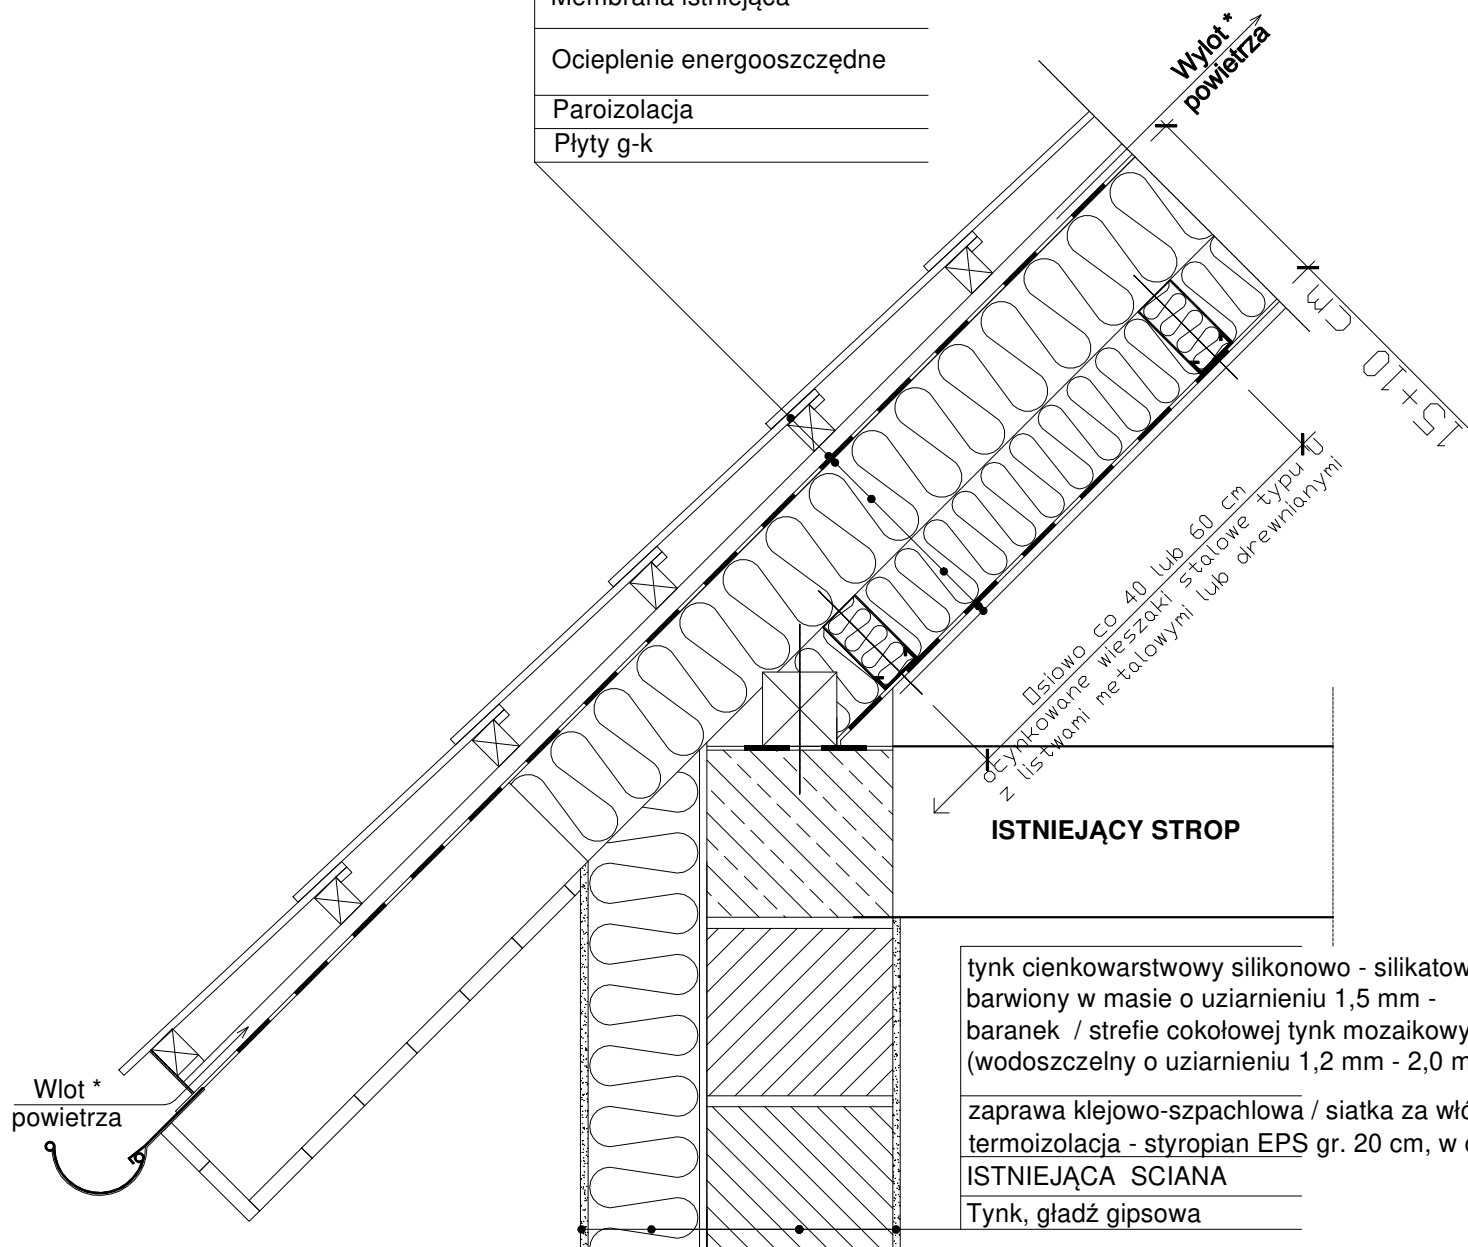 Membrana istniejąca
Ocieplenie energooszczędne
Paroizolacja
Płyty g-k
Wylot *
powietrza
15+10 cm
Osiowo co 40 lub 60 cm
ocynkowane wieszaki stalowe typu U
z listwami metalowymi lub drewnianymi
ISTNIEJĄCY STROP
Wlot *
powietrza
tynk cienkowarstwowy silikonowo - silikatow
barwiony w masie o uziarnieniu 1,5 mm -
baranek / strefie cokołowej tynk mozaikowy
(wodoszczelny o uziarnieniu 1,2 mm - 2,0 m
zaprawa klejowo-szpachlowa / siatka za włó
termoizolacja - styropian EPS gr. 20 cm, w
ISTNIEJĄCA SCIANA
Tynk, gładź gipsowa